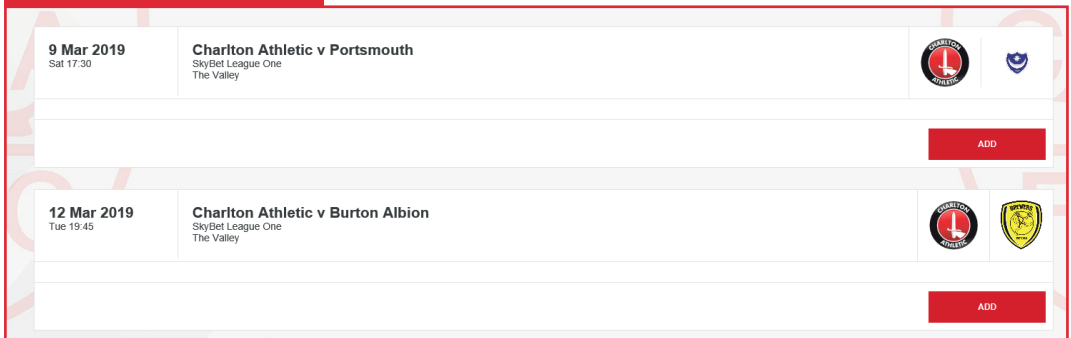 9 Mar 2019
Sat 17:30
Charlton Athletic v Portsmouth
SkyBet League One
The Valley
CHARLTON
ATHLETIC
ADD
12 Mar 2019
Tue 19:45
Charlton Athletic v Burton Albion
SkyBet League One
The Valley
CHARLTON
ATHLETIC
BREWERS
ADD